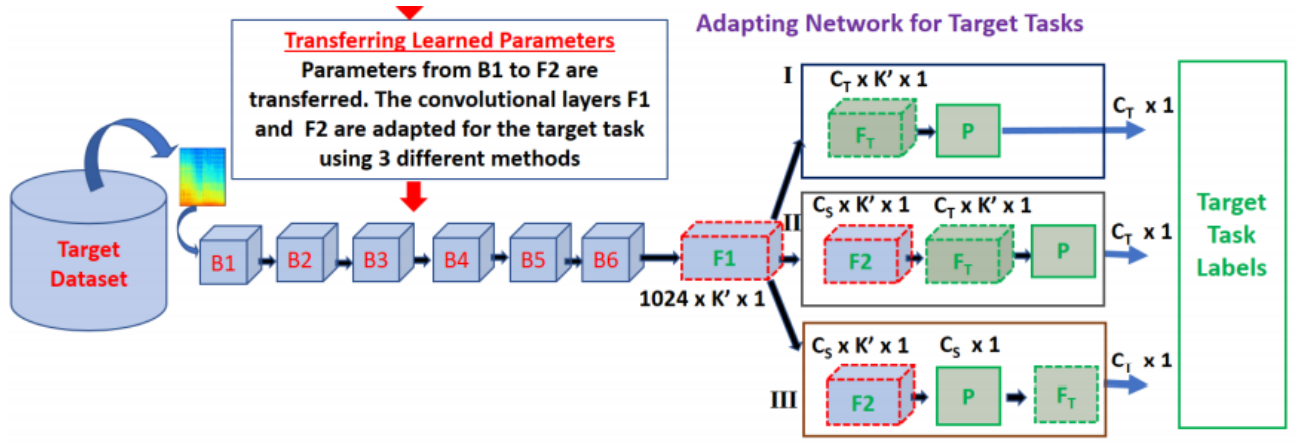 Adapting Network for Target Tasks
Transferring Learned Parameters
Parameters from B1 to F2 are
transferred. The convolutional layers F1
and F2 are adapted for the target task
using 3 different methods
Target
Dataset
B1
B2
B3
B4
B5
B6
F1
1024 x K' x 1
I
C_T x K' x 1
F_T
P
C_T x 1
II
C_S x K' x 1
C_T x K' x 1
F2
F_T
P
C_T x 1
III
C_S x K' x 1
C_S x 1
F2
P
F_T
C_T x 1
Target
Task
Labels